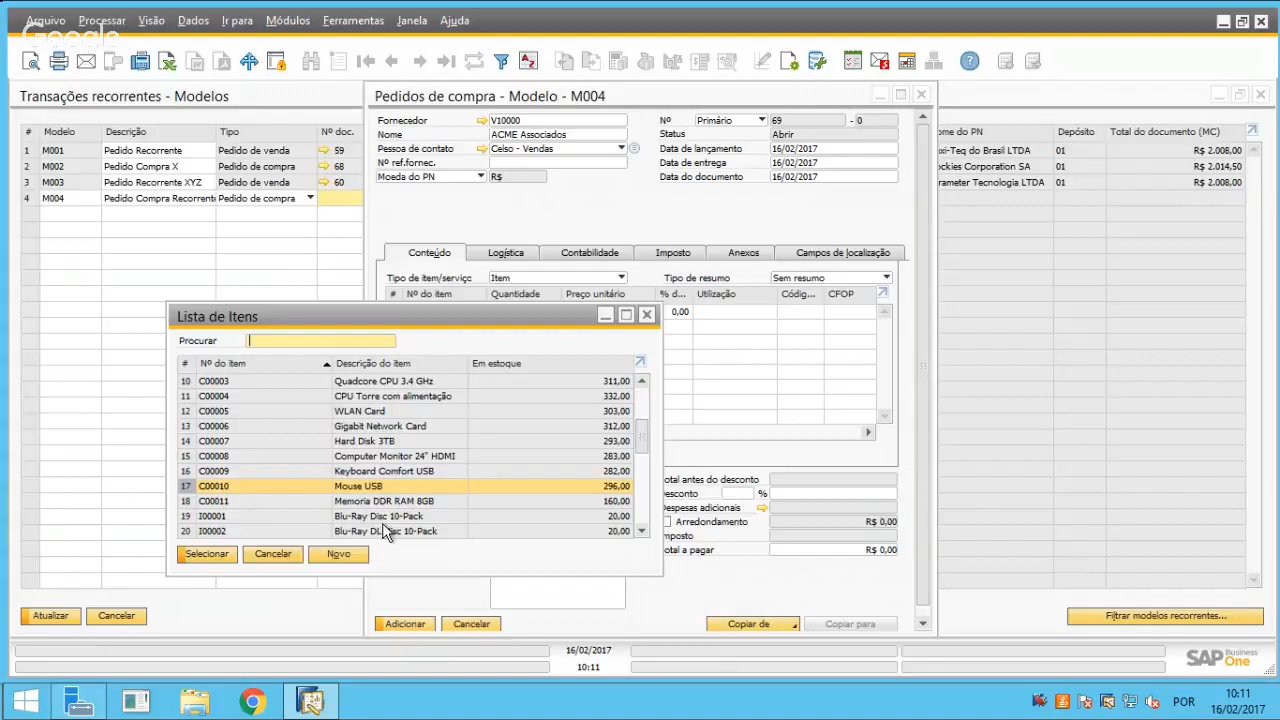 Arquivo Processar Visão Dados Ir para Módulos Ferramentas Janela Ajuda
Google
Transações recorrentes - Modelos
# Modelo Descrição Tipo Nº doc.
1 M001 Pedido Recorrente Pedido de venda 59
2 M002 Pedido Compra X Pedido de compra 68
3 M003 Pedido Recorrente XYZ Pedido de venda 60
4 M004 Pedido Compra Recorrent Pedido de compra
Atualizar Cancelar
Pedidos de compra - Modelo - M004
Fornecedor V10000
Nome ACME Associados
Pessoa de contato Celso - Vendas
Nº ref.fornec.
Moeda do PN R$
Nº Primário 69 - 0
Status Abrir
Data de lançamento 16/02/2017
Data de entrega 16/02/2017
Data do documento 16/02/2017
Conteúdo Logística Contabilidade Imposto Anexos Campos de localização
Tipo de item/serviço Item Tipo de resumo Sem resumo
# Nº do item Quantidade Preço unitário % d... Utilização Códig... CFOP
0,00
otal antes do desconto
Desconto %
Despesas adicionais
Arredondamento R$ 0,00
mposto
otal a pagar R$ 0,00
Adicionar Cancelar Copiar de Copiar para
Lista de Itens
Procurar
# Nº do item Descrição do item Em estoque
10 C00003 Quadcore CPU 3.4 GHz 311,00
11 C00004 CPU Torre com alimentação 332,00
12 C00005 WLAN Card 303,00
13 C00006 Gigabit Network Card 312,00
14 C00007 Hard Disk 3TB 293,00
15 C00008 Computer Monitor 24" HDMI 283,00
16 C00009 Keyboard Comfort USB 282,00
17 C00010 Mouse USB 296,00
18 C00011 Memoria DDR RAM 8GB 160,00
19 I00001 Blu-Ray Disc 10-Pack 20,00
20 I00002 Blu-Ray DL Disc 10-Pack 20,00
Selecionar Cancelar Novo
ome do PN Depósito Total do documento (MC)
xi-Teq do Brasil LTDA 01 R$ 2.008,00
ockies Corporation SA 01 R$ 2.014,50
arameter Tecnologia LTDA 01 R$ 2.008,00
Filtrar modelos recorrentes...
16/02/2017
10:11
SAP Business One
POR
10:11
16/02/2017